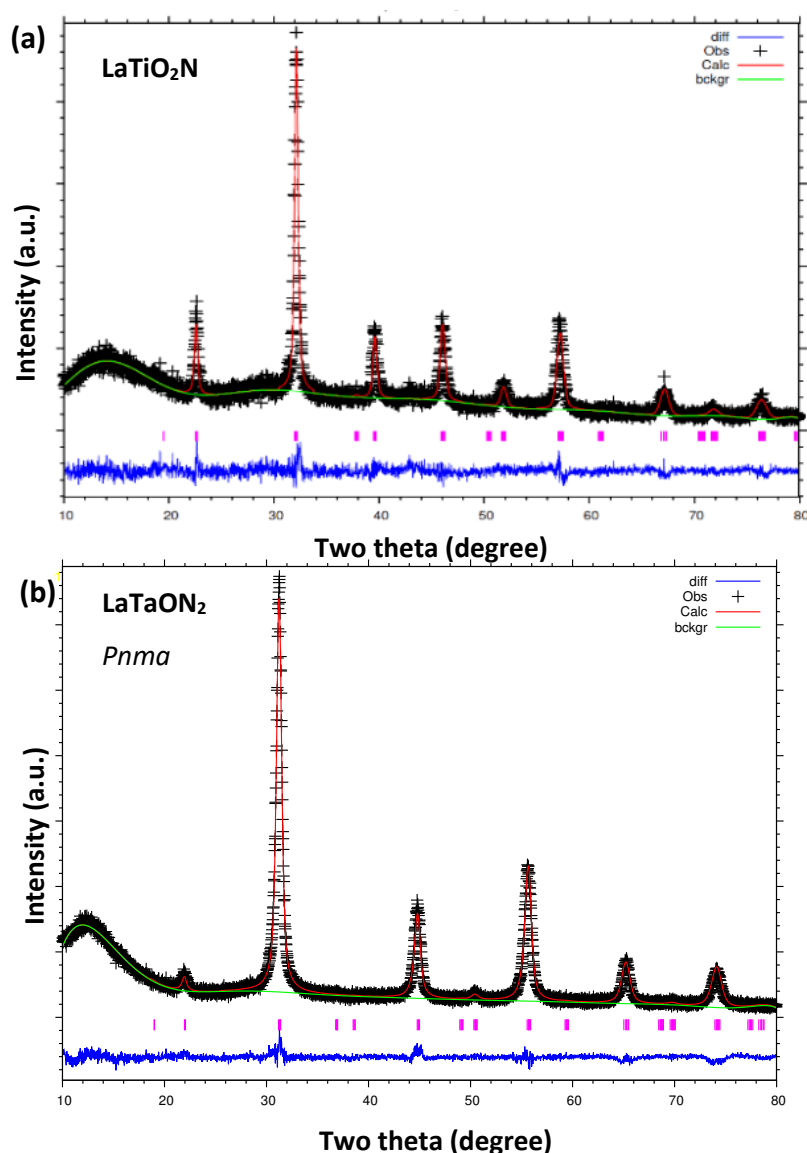 (a)
LaTiO₂N
diff
Obs
Calc
bckgr
Intensity (a.u.)
10 20 30 40 50 60 70 80
Two theta (degree)
(b)
LaTaON₂
Pnma
diff
Obs
Calc
bckgr
Intensity (a.u.)
10 20 30 40 50 60 70 80
Two theta (degree)